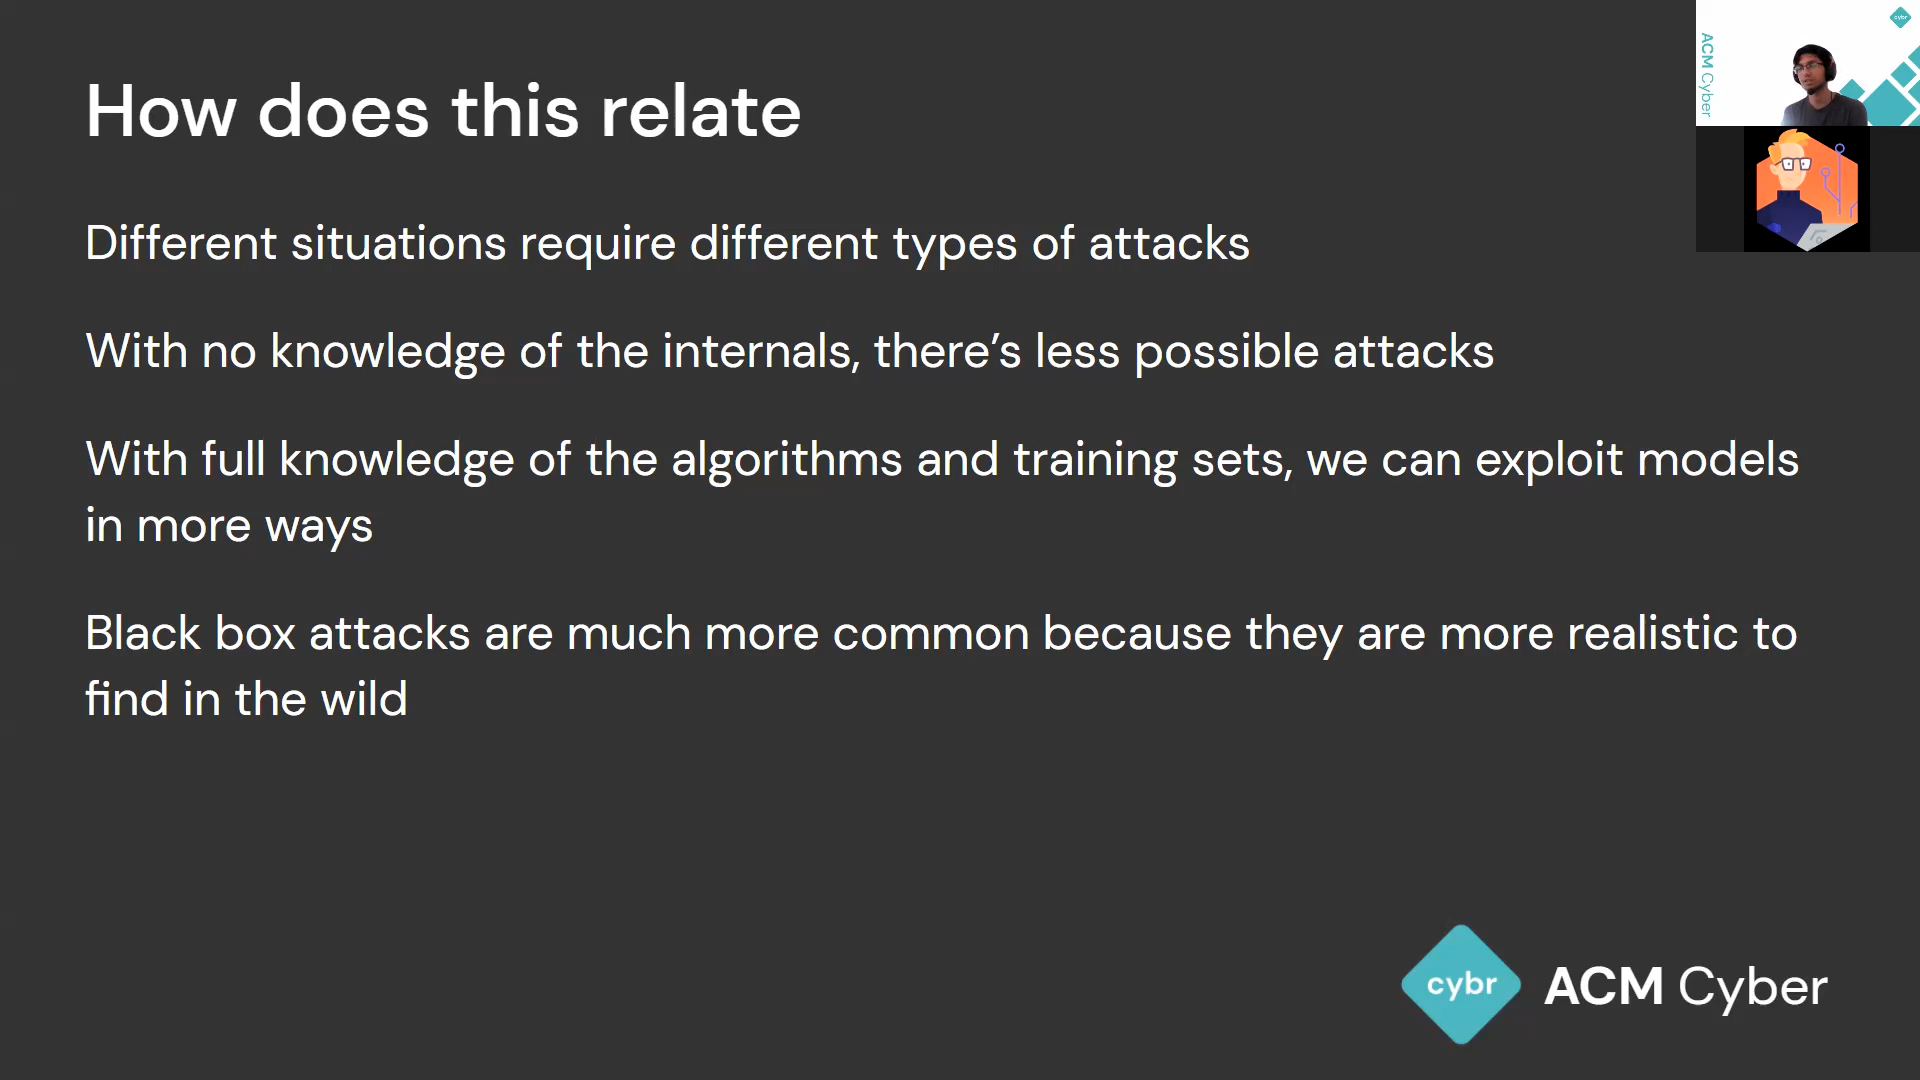 How does this relate
Different situations require different types of attacks
With no knowledge of the internals, there’s less possible attacks
With full knowledge of the algorithms and training sets, we can exploit models
in more ways
Black box attacks are much more common because they are more realistic to
find in the wild
cybr
ACM Cyber
ACM Cyber
cybr